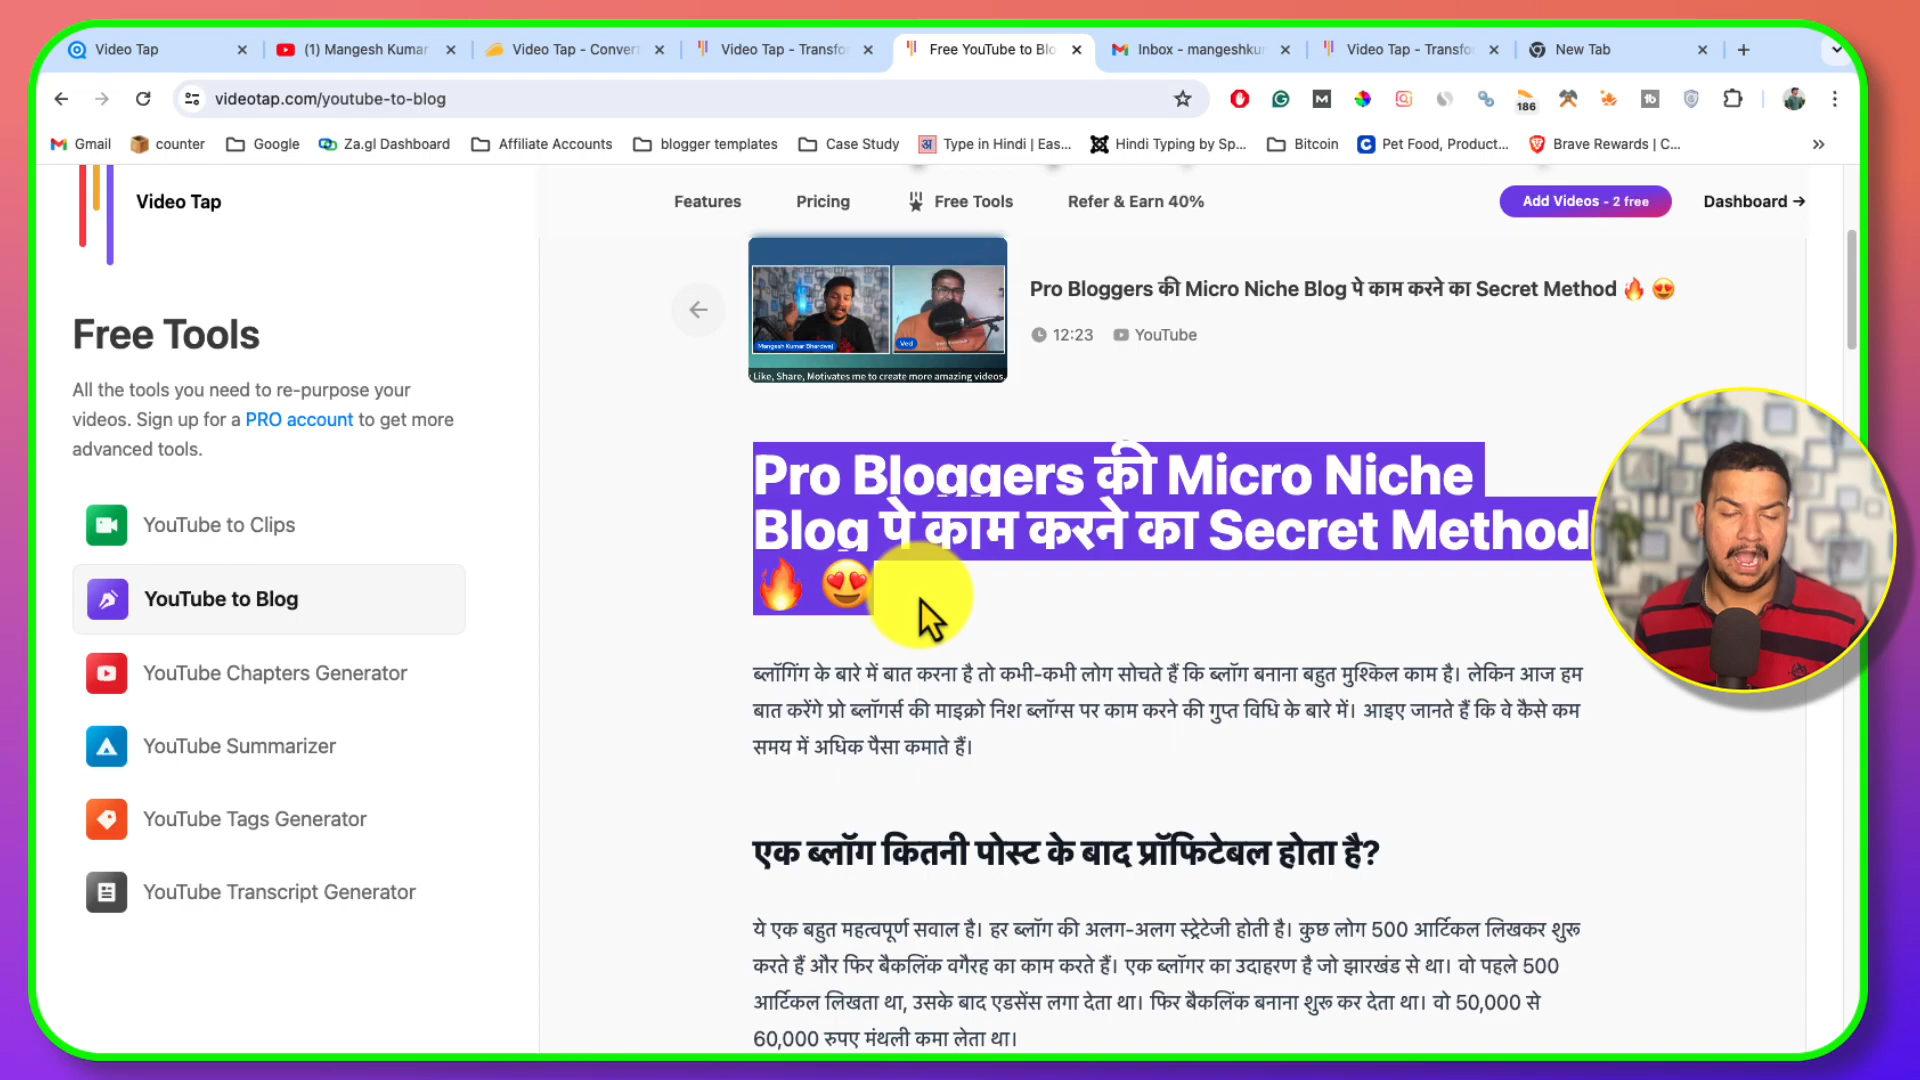 Video Tap
(1) Mangesh Kumar
Video Tap - Convert
Video Tap - Transfo
Free YouTube to Blo
Inbox - mangeshku
Video Tap - Transfo
New Tab
videotap.com/youtube-to-blog
186
Gmail
counter
Google
Za.gl Dashboard
Affiliate Accounts
blogger templates
Case Study
Type in Hindi | Eas...
Hindi Typing by Sp...
Bitcoin
Pet Food, Product...
Brave Rewards | C...
Video Tap
Features
Pricing
Free Tools
Refer & Earn 40%
Add Videos - 2 free
Dashboard →
Free Tools
All the tools you need to re-purpose your
videos. Sign up for a PRO account to get more
advanced tools.
YouTube to Clips
YouTube to Blog
YouTube Chapters Generator
YouTube Summarizer
YouTube Tags Generator
YouTube Transcript Generator
Mangesh Kumar Bhardwaj
Ved
Like, Share, Motivates me to create more amazing videos.
Pro Bloggers की Micro Niche Blog पे काम करने का Secret Method 🔥 😍
12:23 YouTube
Pro Bloggers की Micro Niche
Blog पे काम करने का Secret Method
🔥 😍
ब्लॉगिंग के बारे में बात करना है तो कभी-कभी लोग सोचते हैं कि ब्लॉग बनाना बहुत मुश्किल काम है। लेकिन आज हम
बात करेंगे प्रो ब्लॉगर्स की माइक्रो निश ब्लॉग्स पर काम करने की गुप्त विधि के बारे में। आइए जानते हैं कि वे कैसे कम
समय में अधिक पैसा कमाते हैं।
एक ब्लॉग कितनी पोस्ट के बाद प्रॉफिटेबल होता है?
ये एक बहुत महत्वपूर्ण सवाल है। हर ब्लॉग की अलग-अलग स्ट्रेटेजी होती है। कुछ लोग 500 आर्टिकल लिखकर शुरू
करते हैं और फिर बैकलिंक वगैरह का काम करते हैं। एक ब्लॉगर का उदाहरण है जो झारखंड से था। वो पहले 500
आर्टिकल लिखता था, उसके बाद एडसेंस लगा देता था। फिर बैकलिंक बनाना शुरू कर देता था। वो 50,000 से
60,000 रुपए मंथली कमा लेता था।